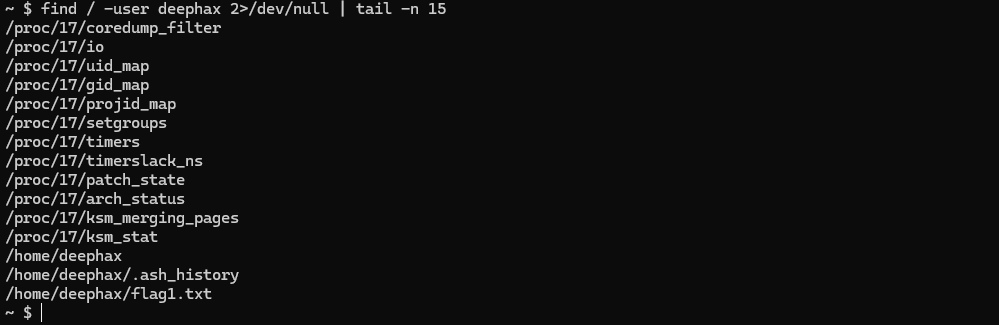 ~ $ find / -user deephax 2>/dev/null | tail -n 15
/proc/17/coredump_filter
/proc/17/io
/proc/17/uid_map
/proc/17/gid_map
/proc/17/projid_map
/proc/17/setgroups
/proc/17/timers
/proc/17/timerslack_ns
/proc/17/patch_state
/proc/17/arch_status
/proc/17/ksm_merging_pages
/proc/17/ksm_stat
/home/deephax
/home/deephax/.ash_history
/home/deephax/flag1.txt
~ $